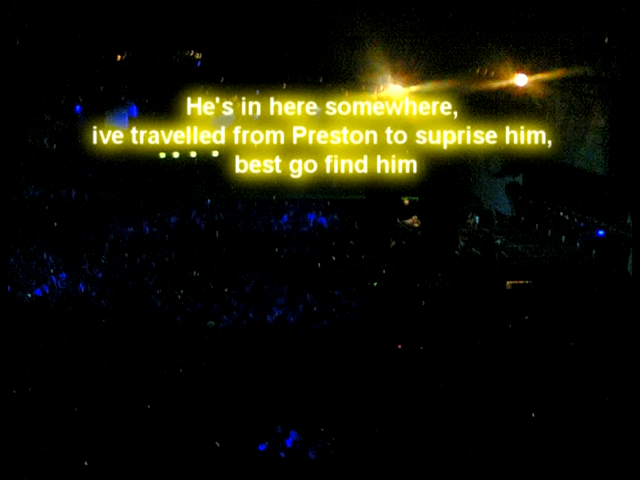 He's in here somewhere,
ive travelled from Preston to suprise him,
best go find him